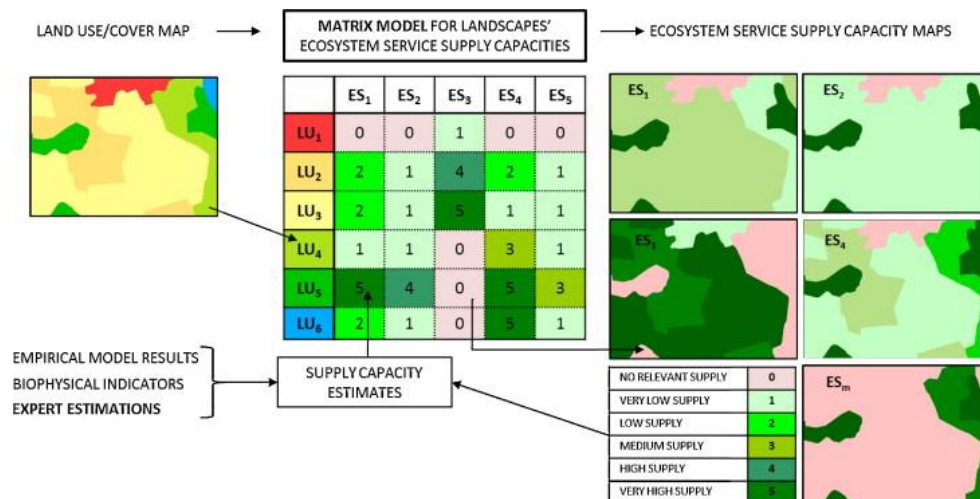 LAND USE/COVER MAP
MATRIX MODEL FOR LANDSCAPES'
ECOSYSTEM SERVICE SUPPLY CAPACITIES
ECOSYSTEM SERVICE SUPPLY CAPACITY MAPS
ES₁ ES₂ ES₃ ES₄ ES₅
LU₁ 0 0 1 0 0
LU₂ 2 1 4 2 1
LU₃ 2 1 5 1 1
LU₄ 1 1 0 3 1
LU₅ 5 4 0 5 3
LU₆ 2 1 0 5 1
ES₁
ES₂
ES₃
ES₄
ESₘ
EMPIRICAL MODEL RESULTS
BIOPHYSICAL INDICATORS
EXPERT ESTIMATIONS
SUPPLY CAPACITY
ESTIMATES
NO RELEVANT SUPPLY 0
VERY LOW SUPPLY 1
LOW SUPPLY 2
MEDIUM SUPPLY 3
HIGH SUPPLY 4
VERY HIGH SUPPLY 5